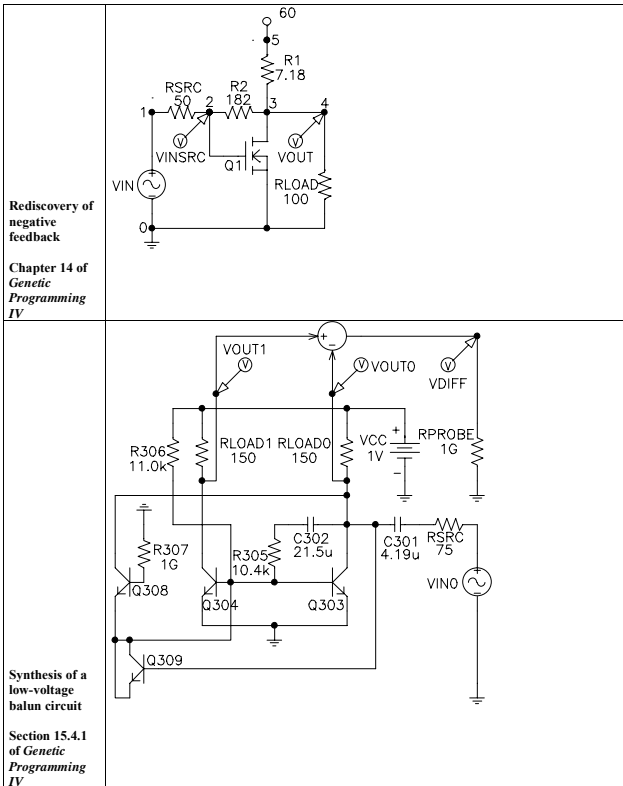 Rediscovery of
negative
feedback
Chapter 14 of
Genetic
Programming
IV
60
5
R1
7.18
RSRC
50
R2
182
1
2
3
4
V
VINSRC
V
VOUT
Q1
VIN
RLOAD
100
0
Synthesis of a
low-voltage
balun circuit
Section 15.4.1
of Genetic
Programming
IV
+
-
VOUT1
V
V VOUT0
V
VDIFF
R306
11.0k
RLOAD1
150
RLOAD0
150
VCC
1V
+
-
RPROBE
1G
R307
1G
C302
21.5u
R305
10.4k
C301
4.19u
RSRC
75
VIN0
Q308
Q304
Q303
Q309